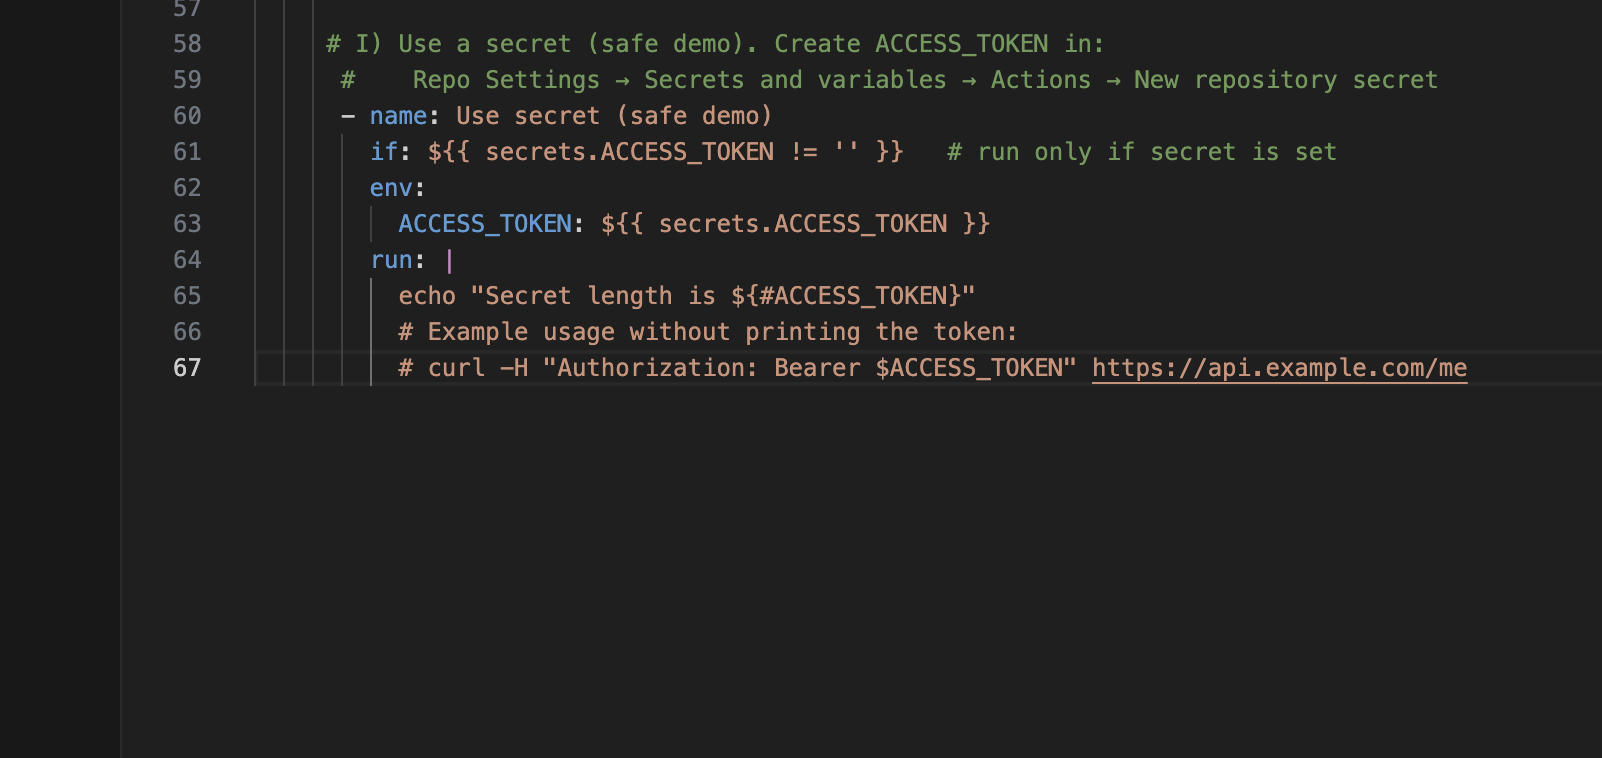 57
58 # I) Use a secret (safe demo). Create ACCESS_TOKEN in:
59 #    Repo Settings → Secrets and variables → Actions → New repository secret
60 - name: Use secret (safe demo)
61 if: ${{ secrets.ACCESS_TOKEN != '' }}   # run only if secret is set
62 env:
63 ACCESS_TOKEN: ${{ secrets.ACCESS_TOKEN }}
64 run: |
65 echo "Secret length is ${#ACCESS_TOKEN}"
66 # Example usage without printing the token:
67 # curl -H "Authorization: Bearer $ACCESS_TOKEN" https://api.example.com/me